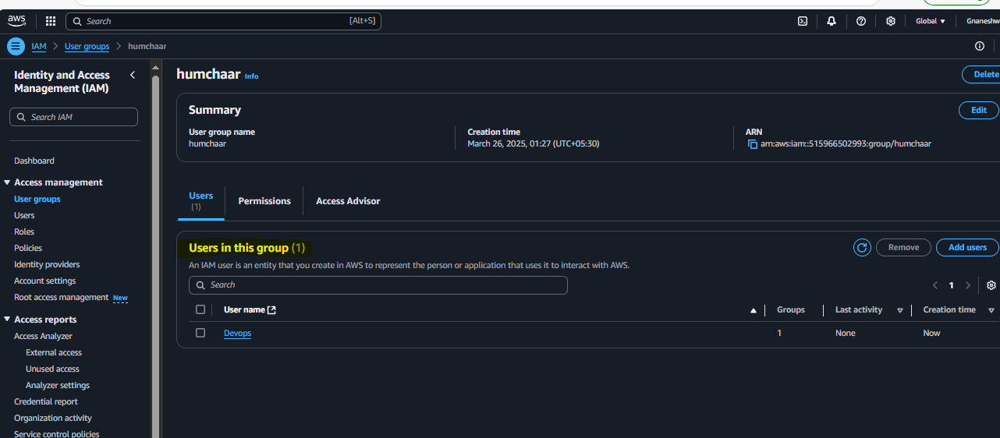 aws
Search [Alt+S]
Global
Gnaneshw
IAM > User groups > humchaar
Identity and Access
Management (IAM)
Search IAM
Dashboard
Access management
User groups
Users
Roles
Policies
Identity providers
Account settings
Root access management New
Access reports
Access Analyzer
External access
Unused access
Analyzer settings
Credential report
Organization activity
Service control policies
humchaar Info
Delete
Summary
Edit
User group name
humchaar
Creation time
March 26, 2025, 01:27 (UTC+05:30)
ARN
arn:aws:iam::515966502993:group/humchaar
Users
(1)
Permissions
Access Advisor
Users in this group (1)
Remove
Add users
An IAM user is an entity that you create in AWS to represent the person or application that uses it to interact with AWS.
Search
1
User name Groups Last activity Creation time
Devops 1 None Now